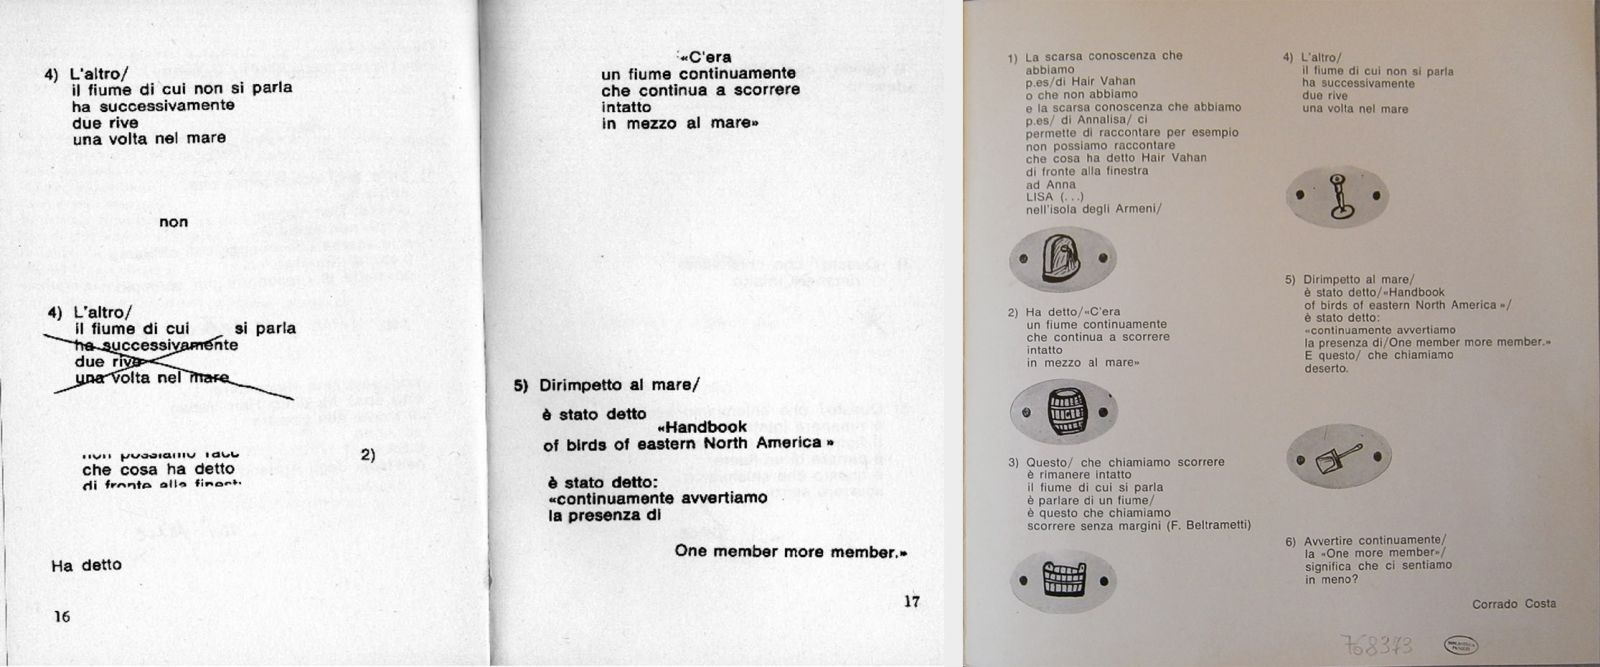 4) L'altro/
il fiume di cui non si parla
ha successivamente
due rive
una volta nel mare
non
4) L'altro/
il fiume di cui si parla
ha successivamente
due rive
una volta nel mare
non possiamo racc
che cosa ha detto 2)
di fronte alla finest
Ha detto
16
«C'era
un fiume continuamente
che continua a scorrere
intatto
in mezzo al mare»
5) Dirimpetto al mare/
è stato detto
«Handbook
of birds of eastern North America»
è stato detto:
«continuamente avvertiamo
la presenza di
One member more member.»
17
1) La scarsa conoscenza che
abbiamo
p.es/di Hair Vahan
o che non abbiamo
e la scarsa conoscenza che abbiamo
p.es/ di Annalisa/ ci
permette di raccontare per esempio
non possiamo raccontare
che cosa ha detto Hair Vahan
di fronte alla finestra
ad Anna
LISA (...)
nell'isola degli Armeni/
2) Ha detto/«C'era
un fiume continuamente
che continua a scorrere
intatto
in mezzo al mare»
3) Questo/ che chiamiamo scorrere
è rimanere intatto
il fiume di cui si parla
è parlare di un fiume/
è questo che chiamiamo
scorrere senza margini (F. Beltrametti)
4) L'altro/
il fiume di cui non si parla
ha successivamente
due rive
una volta nel mare
5) Dirimpetto al mare/
è stato detto/«Handbook
of birds of eastern North America»/
è stato detto:
«continuamente avvertiamo
la presenza di/One member more member.»
E questo/ che chiamiamo
deserto.
6) Avvertire continuamente/
la «One more member»/
significa che ci sentiamo
in meno?
Corrado Costa
768373